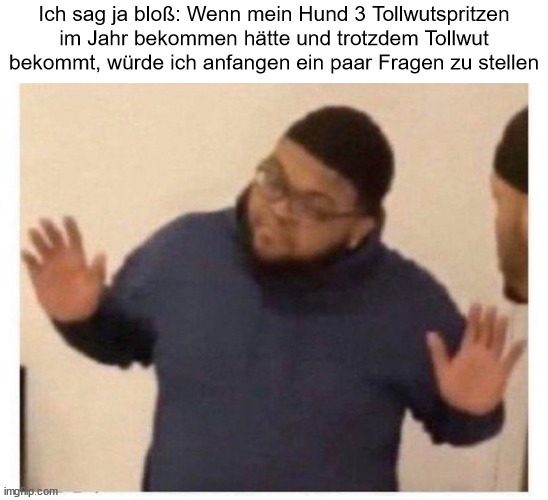 Ich sag ja bloß: Wenn mein Hund 3 Tollwutspritzen
im Jahr bekommen hätte und trotzdem Tollwut
bekommt, würde ich anfangen ein paar Fragen zu stellen
imgflip.com